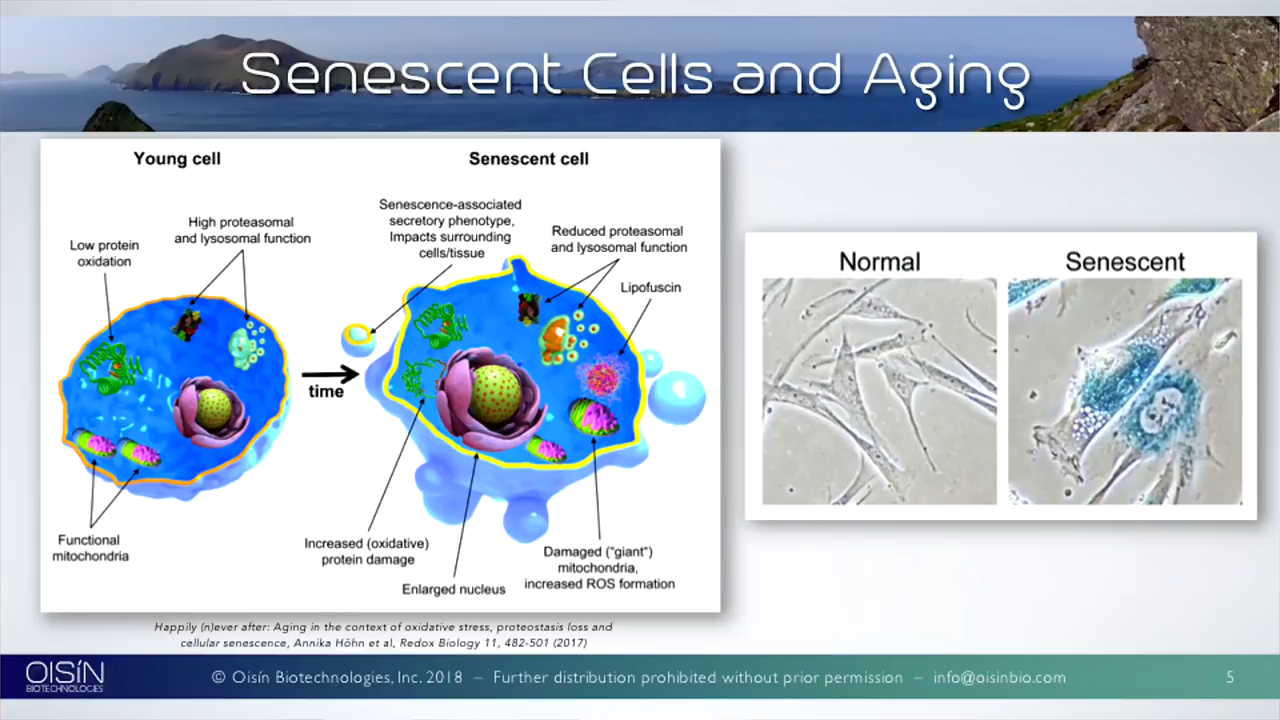 Senescent Cells and Aging
Young cell
Senescent cell
Low protein
oxidation
High proteasomal
and lysosomal function
Senescence-associated
secretory phenotype,
Impacts surrounding
cells/tissue
Reduced proteasomal
and lysosomal function
Lipofuscin
time
Functional
mitochondria
Increased (oxidative)
protein damage
Enlarged nucleus
Damaged ("giant")
mitochondria,
increased ROS formation
Normal
Senescent
Happily (n)ever after: Aging in the context of oxidative stress, proteostasis loss and
cellular senescence, Annika Höhn et al, Redox Biology 11, 482-501 (2017)
OISÍN
BIOTECHNOLOGIES
© Oisín Biotechnologies, Inc. 2018 – Further distribution prohibited without prior permission – info@oisinbio.com
5